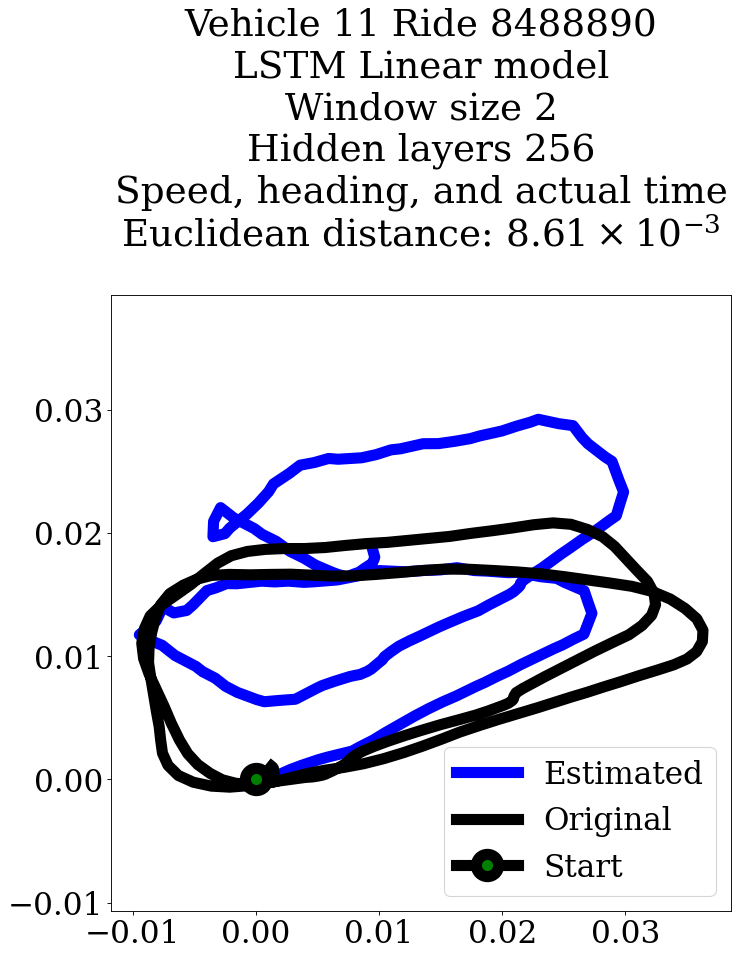 Vehicle 11 Ride 8488890
LSTM Linear model
Window size 2
Hidden layers 256
Speed, heading, and actual time
Euclidean distance: 8.61 × 10⁻³
0.03
0.02
0.01
0.00
−0.01
−0.01 0.00 0.01 0.02 0.03
Estimated
Original
Start